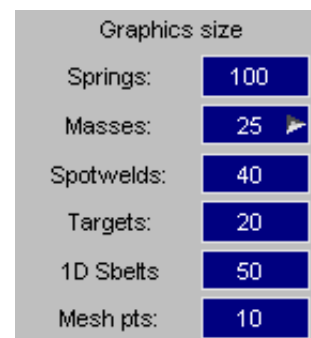 Graphics size
Springs: 100
Masses: 25
Spotwelds: 40
Targets: 20
1D Sbelts 50
Mesh pts: 10